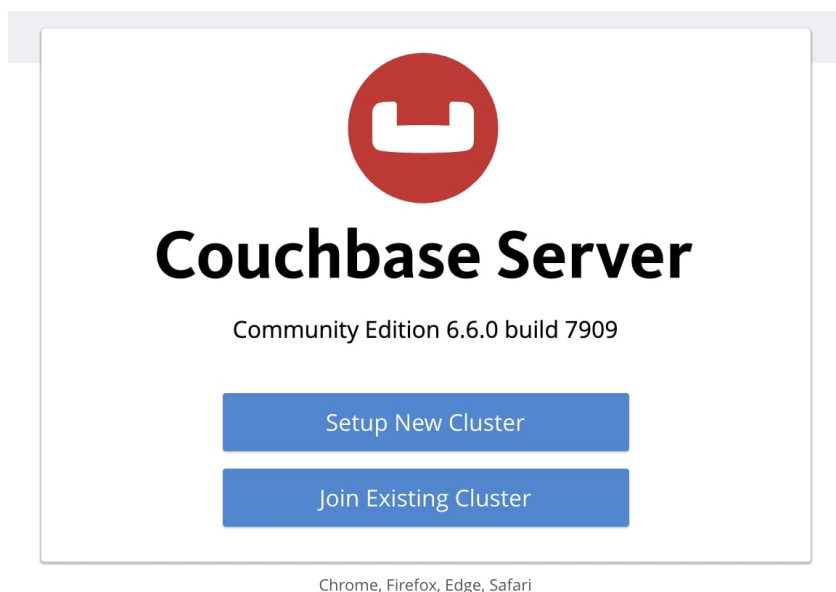 Couchbase Server
Community Edition 6.6.0 build 7909
Setup New Cluster
Join Existing Cluster
Chrome, Firefox, Edge, Safari